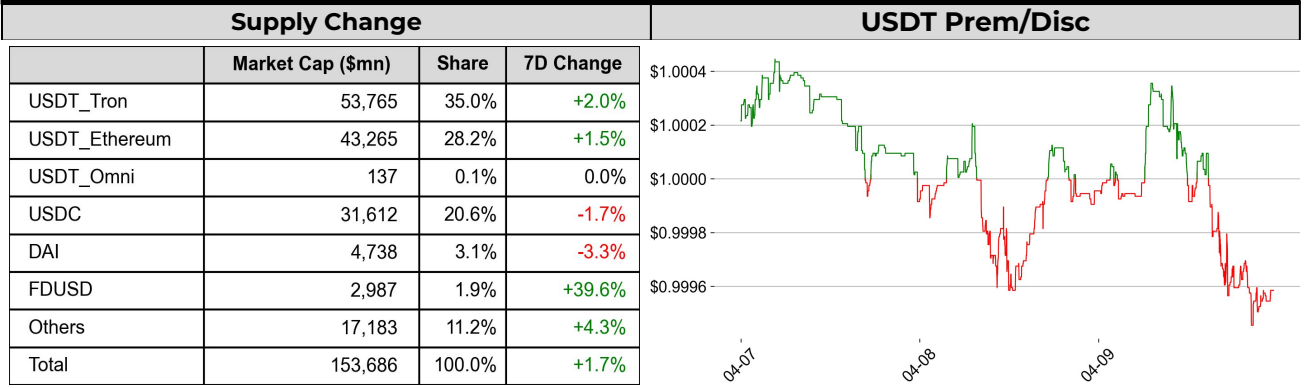 Supply Change
Market Cap ($mn) Share 7D Change
USDT_Tron 53,765 35.0% +2.0%
USDT_Ethereum 43,265 28.2% +1.5%
USDT_Omni 137 0.1% 0.0%
USDC 31,612 20.6% -1.7%
DAI 4,738 3.1% -3.3%
FDUSD 2,987 1.9% +39.6%
Others 17,183 11.2% +4.3%
Total 153,686 100.0% +1.7%
USDT Prem/Disc
$1.0004
$1.0002
$1.0000
$0.9998
$0.9996
04-07 04-08 04-09